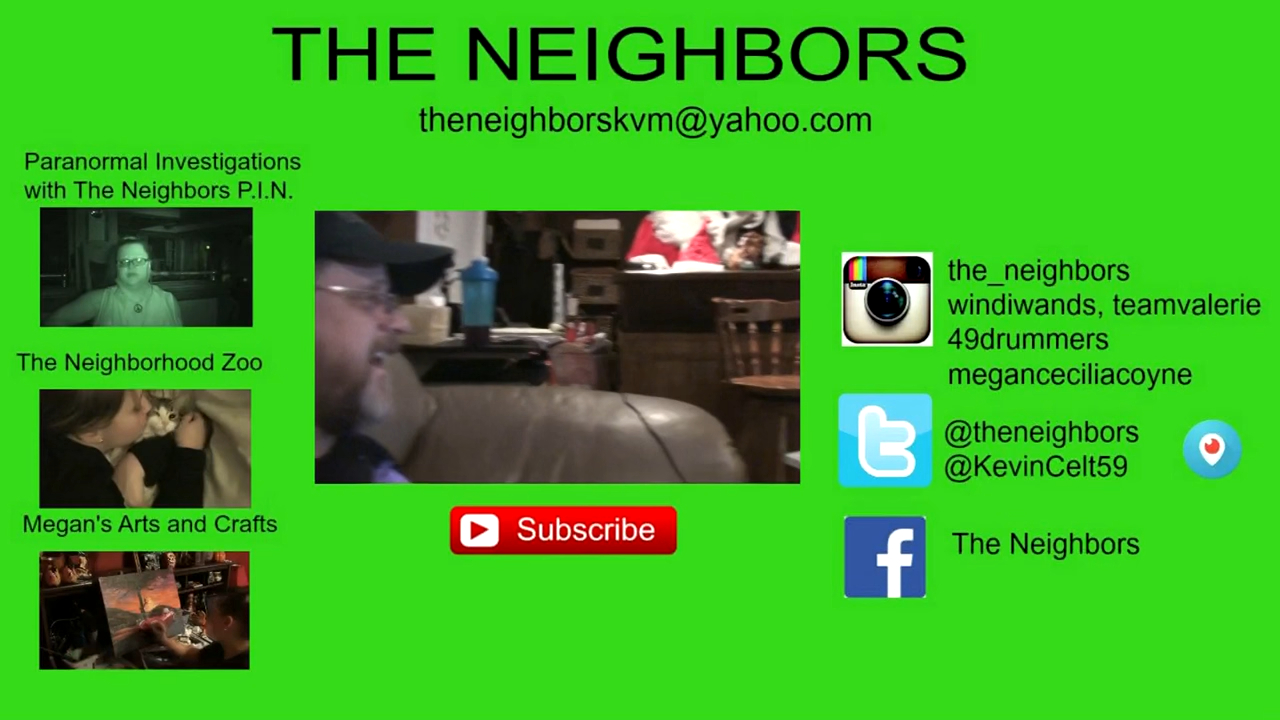 THE NEIGHBORS
theneighborskvm@yahoo.com
Paranormal Investigations
with The Neighbors P.I.N.
The Neighborhood Zoo
Megan's Arts and Crafts
Subscribe
the_neighbors
windiwands, teamvalerie
49drummers
meganceciliacoyne
@theneighbors
@KevinCelt59
The Neighbors